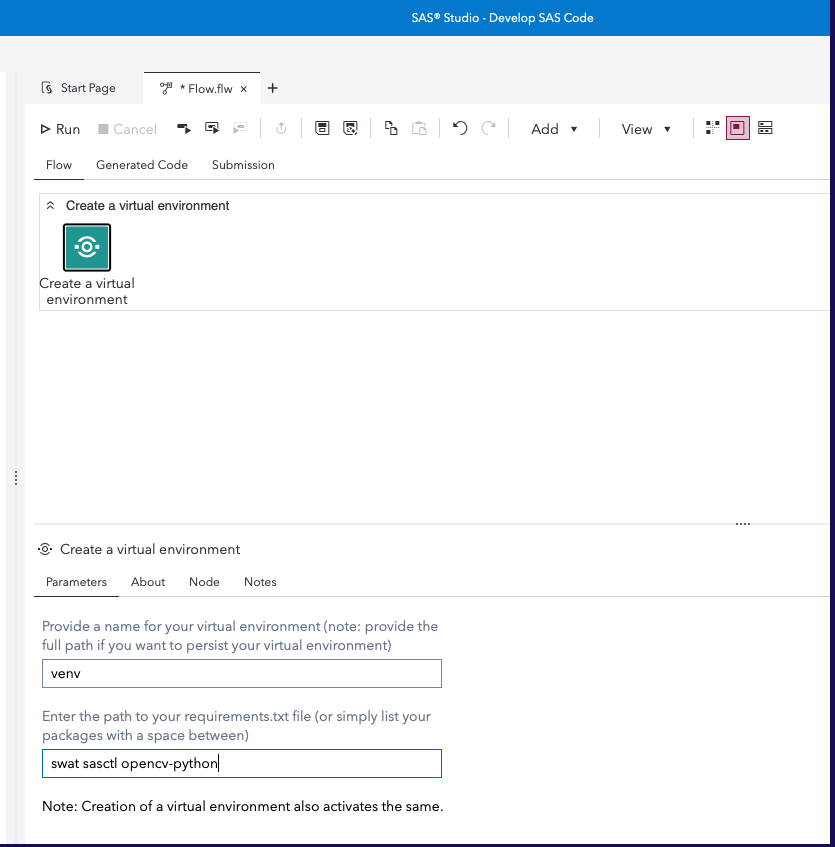 SAS® Studio - Develop SAS Code
Start Page
* Flow.flw × +
Run Cancel Add View
Flow Generated Code Submission
Create a virtual environment
Create a virtual
environment
Create a virtual environment
Parameters About Node Notes
Provide a name for your virtual environment (note: provide the
full path if you want to persist your virtual environment)
venv
Enter the path to your requirements.txt file (or simply list your
packages with a space between)
swat sasctl opencv-python
Note: Creation of a virtual environment also activates the same.